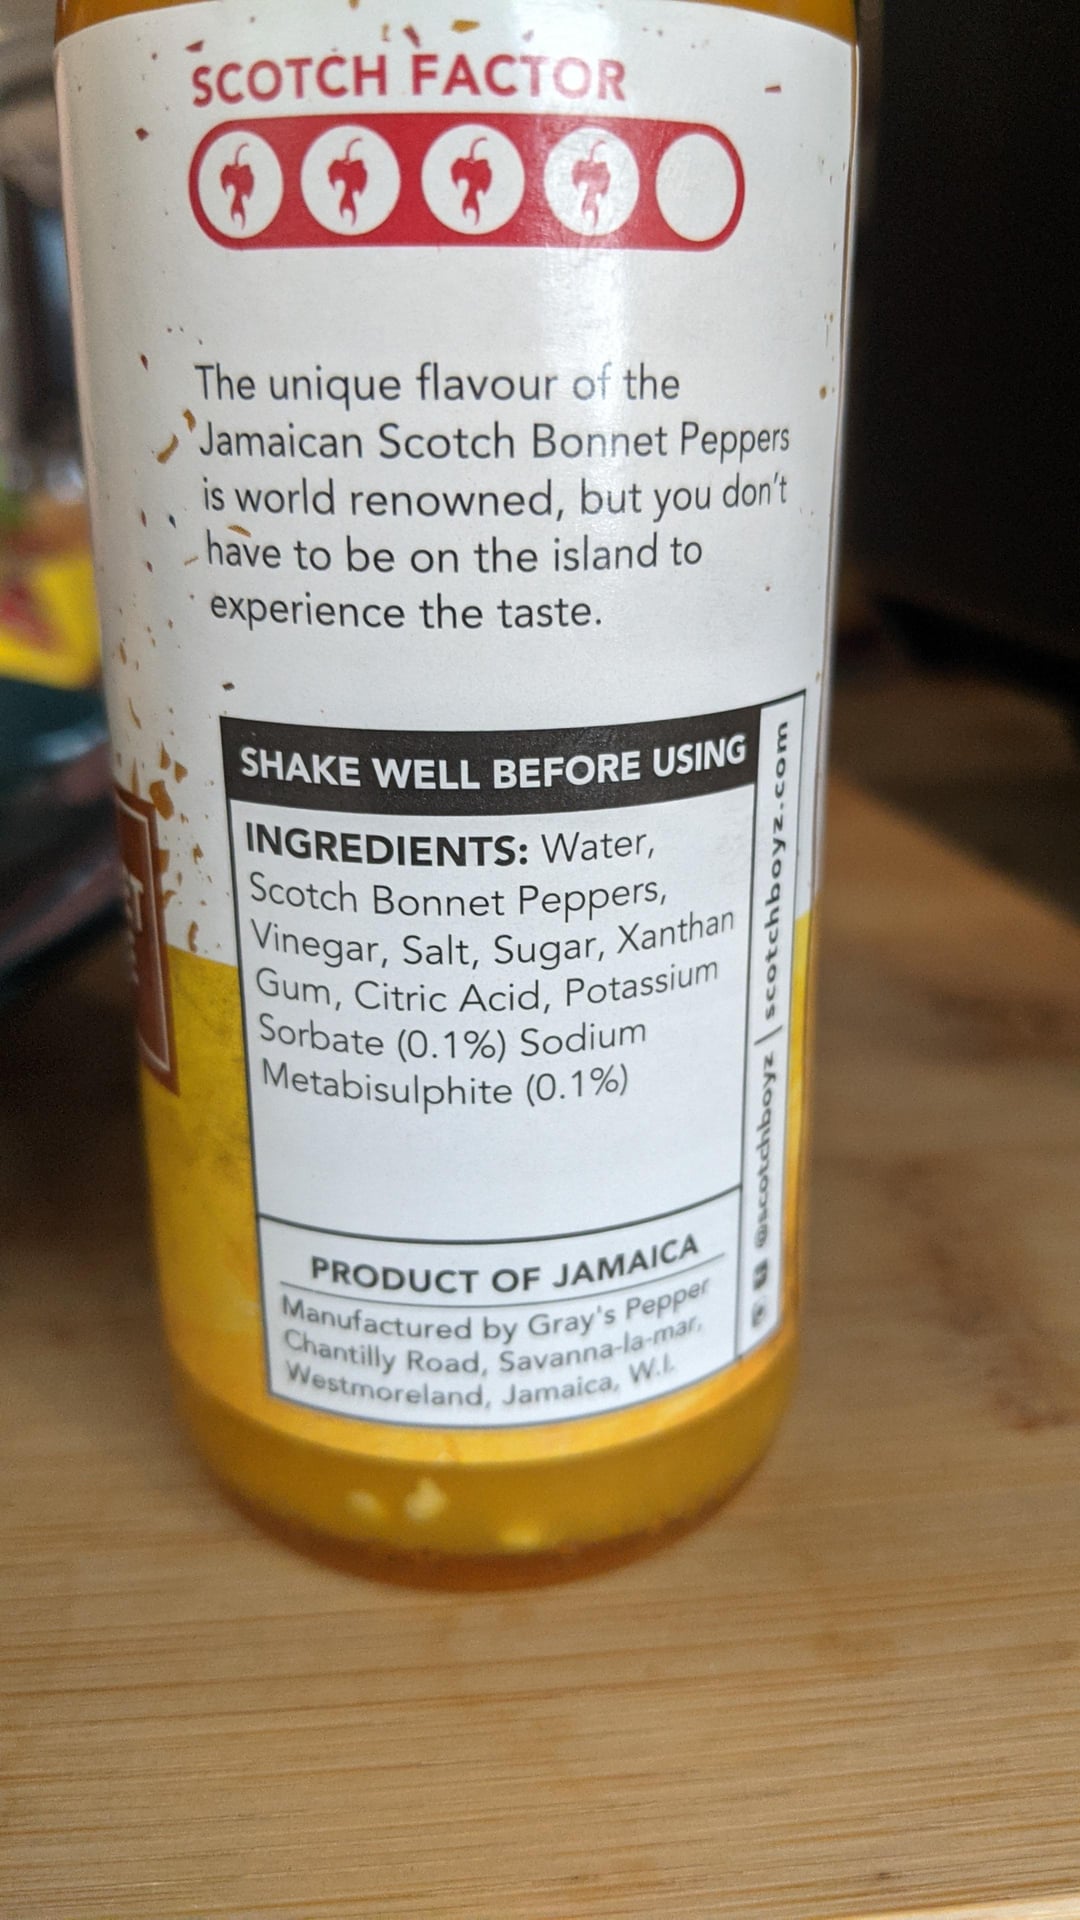 SCOTCH FACTOR
The unique flavour of the
Jamaican Scotch Bonnet Peppers
is world renowned, but you don't
have to be on the island to
experience the taste.
SHAKE WELL BEFORE USING
INGREDIENTS: Water,
Scotch Bonnet Peppers,
Vinegar, Salt, Sugar, Xanthan
Gum, Citric Acid, Potassium
Sorbate (0.1%) Sodium
Metabisulphite (0.1%)
PRODUCT OF JAMAICA
Manufactured by Gray's Pepper
Chantilly Road, Savanna-la-mar,
Westmoreland, Jamaica, W.I.
@scotchboyz | scotchboyz.com